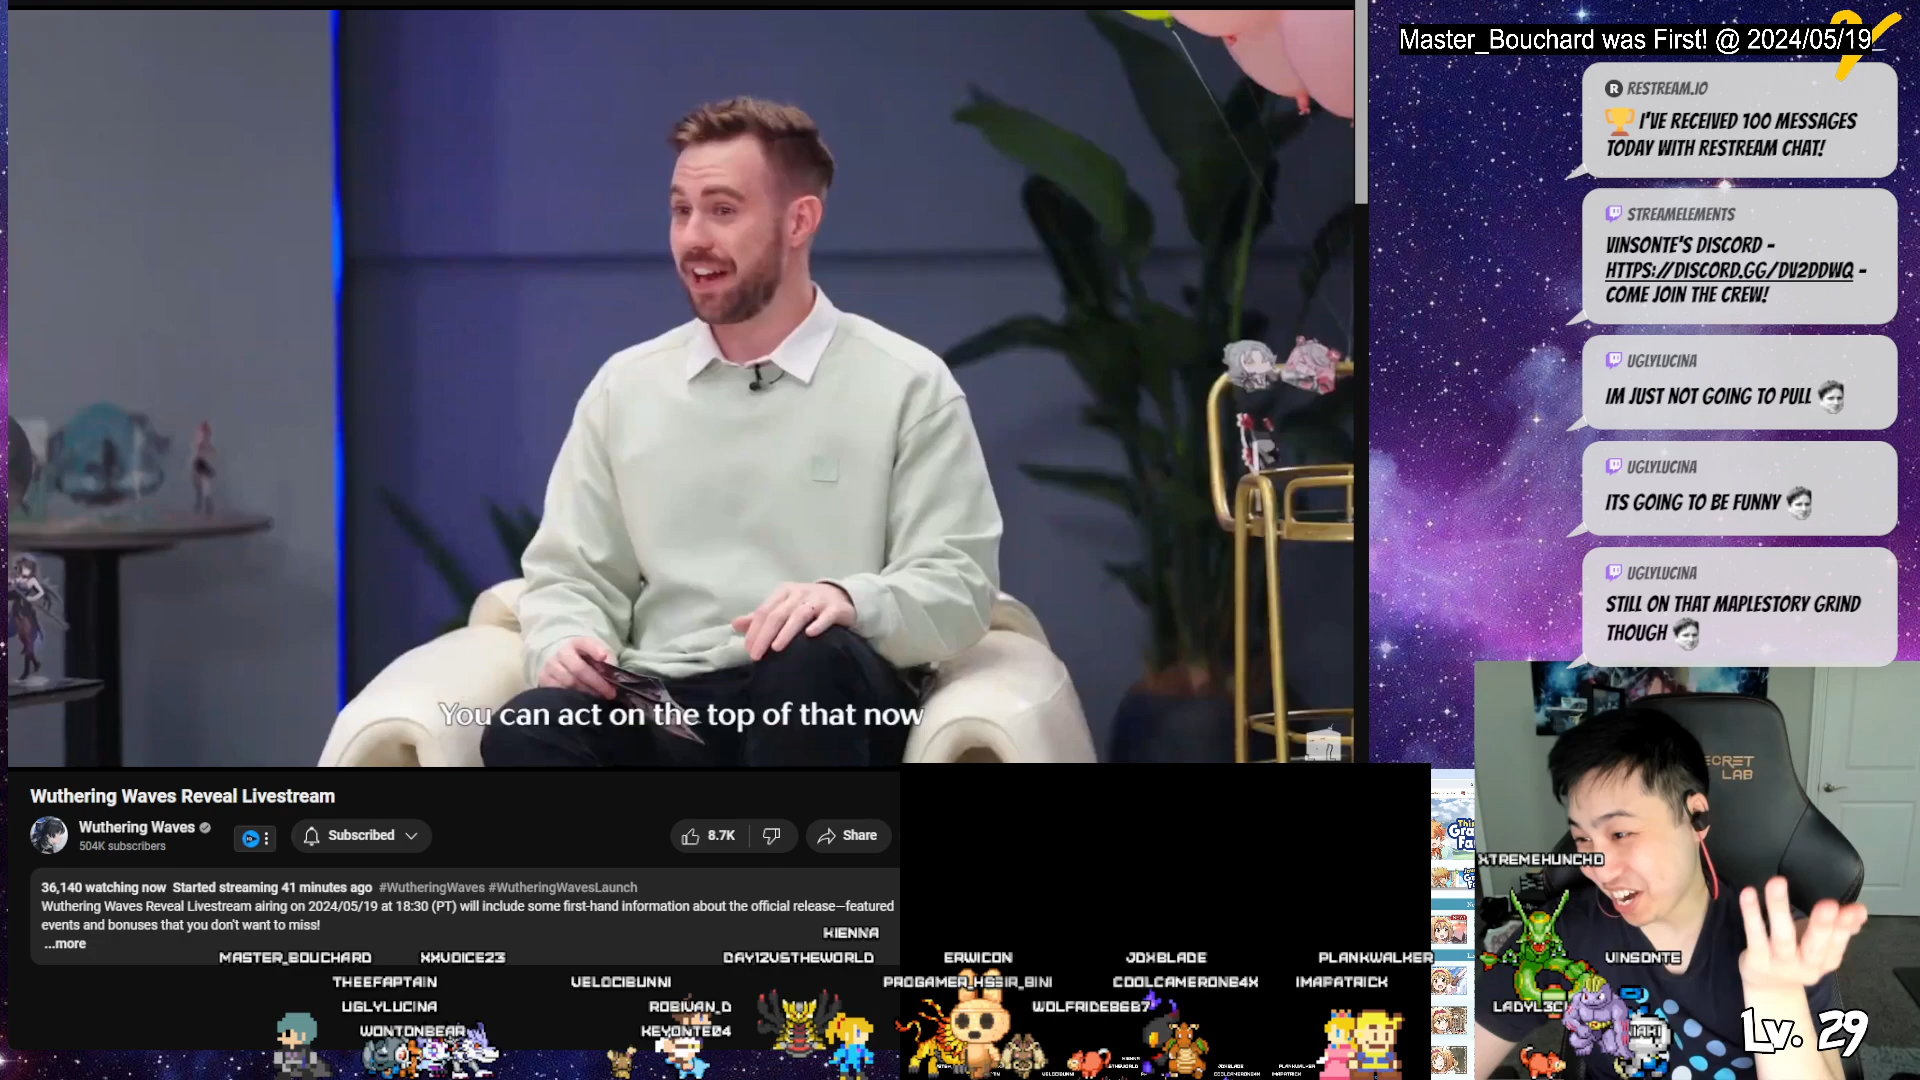 Master_Bouchard was First! @ 2024/05/19
RESTREAM.IO
I'VE RECEIVED 100 MESSAGES
TODAY WITH RESTREAM CHAT!
STREAMELEMENTS
VINSONTE'S DISCORD -
HTTPS://DISCORD.GG/DV2DDWQ -
COME JOIN THE CREW!
UGLYLUCINA
IM JUST NOT GOING TO PULL
UGLYLUCINA
ITS GOING TO BE FUNNY
UGLYLUCINA
STILL ON THAT MAPLESTORY GRIND
THOUGH
You can act on the top of that now
Wuthering Waves Reveal Livestream
Wuthering Waves
504K subscribers
Subscribed
8.7K
Share
36,140 watching now Started streaming 41 minutes ago #WutheringWaves #WutheringWavesLaunch
Wuthering Waves Reveal Livestream airing on 2024/05/19 at 18:30 (PT) will include some first-hand information about the official release—featured
events and bonuses that you don't want to miss!
...more
KIENNA
MASTER_BOUCHARD XXVOICE23 DAY1ZVSTHEWORLD ERWICON JDXBLADE PLANKWALKER
THEEFAPTAIN VELOCIBUNNI COOLCAMERON64X IMAPATRICK
UGLYLUCINA ROBIVAN_D WOLFRIDE8687
WONTONBEAR KEYONTE04
SECRET
LAB
XTREMEHUNCHO
VINSONTE
Lv. 29